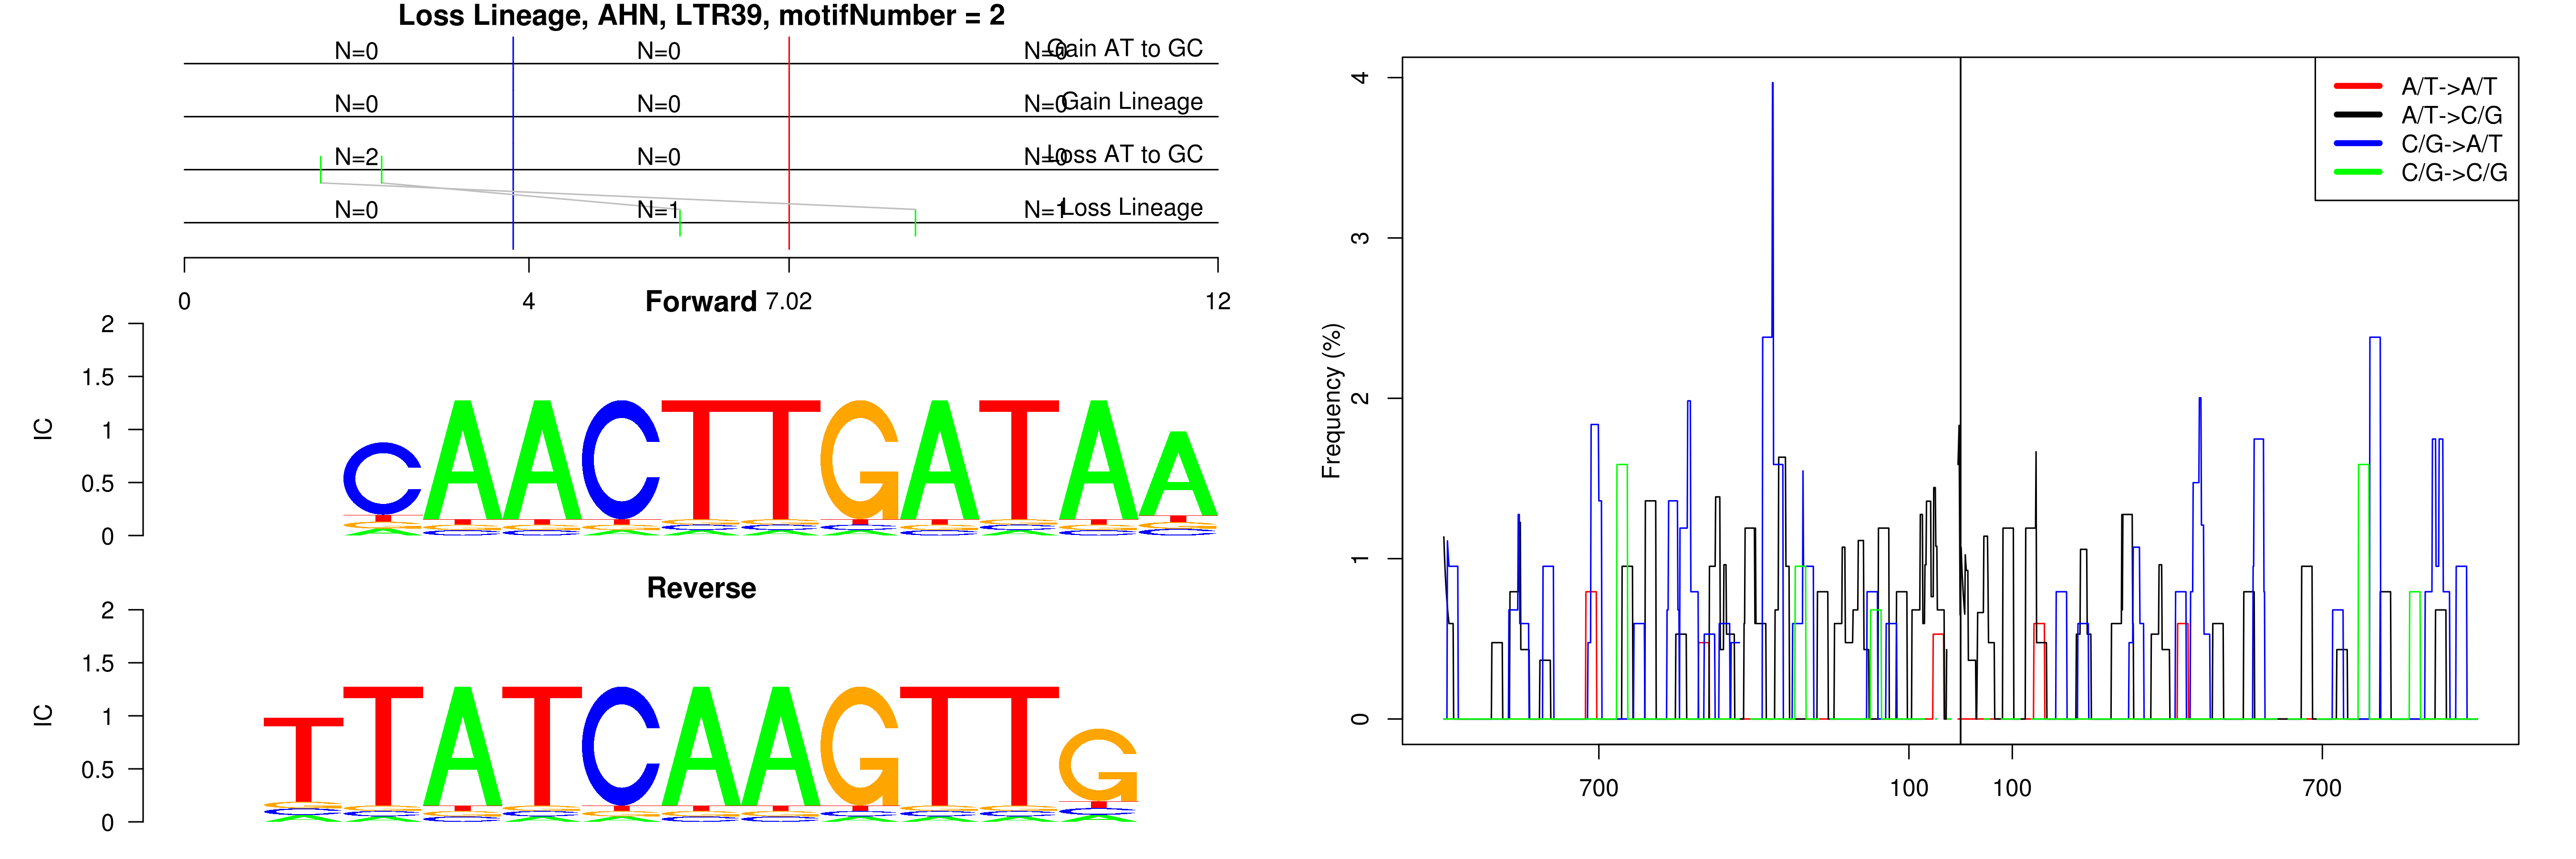 Loss Lineage, AHN, LTR39, motifNumber = 2
N=0 N=0 N=0 Gain AT to GC
N=0 N=0 N=0 Gain Lineage
N=2 N=0 N=0 Loss AT to GC
N=0 N=1 N=1 Loss Lineage
0 4 7.02 12
Forward
IC
2
1.5
1
0.5
0
CAACTTGATAA
Reverse
IC
2
1.5
1
0.5
0
TTATCAAGTTG
Frequency (%)
4
3
2
1
0
700 100 100 700
A/T->A/T
A/T->C/G
C/G->A/T
C/G->C/G